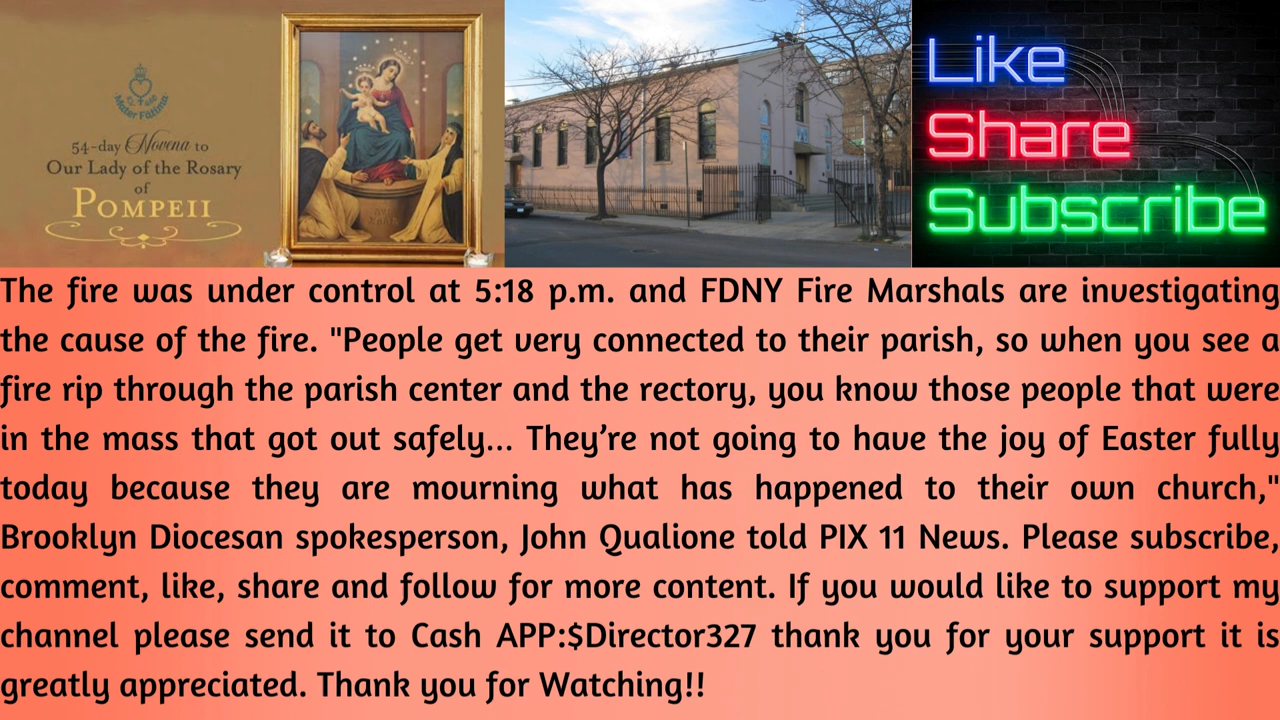 Mater Fatima
54-day Novena to
Our Lady of the Rosary
of
POMPEII
Like
Share
Subscribe
The fire was under control at 5:18 p.m. and FDNY Fire Marshals are investigating
the cause of the fire. "People get very connected to their parish, so when you see a
fire rip through the parish center and the rectory, you know those people that were
in the mass that got out safely... They’re not going to have the joy of Easter fully
today because they are mourning what has happened to their own church,"
Brooklyn Diocesan spokesperson, John Qualione told PIX 11 News. Please subscribe,
comment, like, share and follow for more content. If you would like to support my
channel please send it to Cash APP:$Director327 thank you for your support it is
greatly appreciated. Thank you for Watching!!